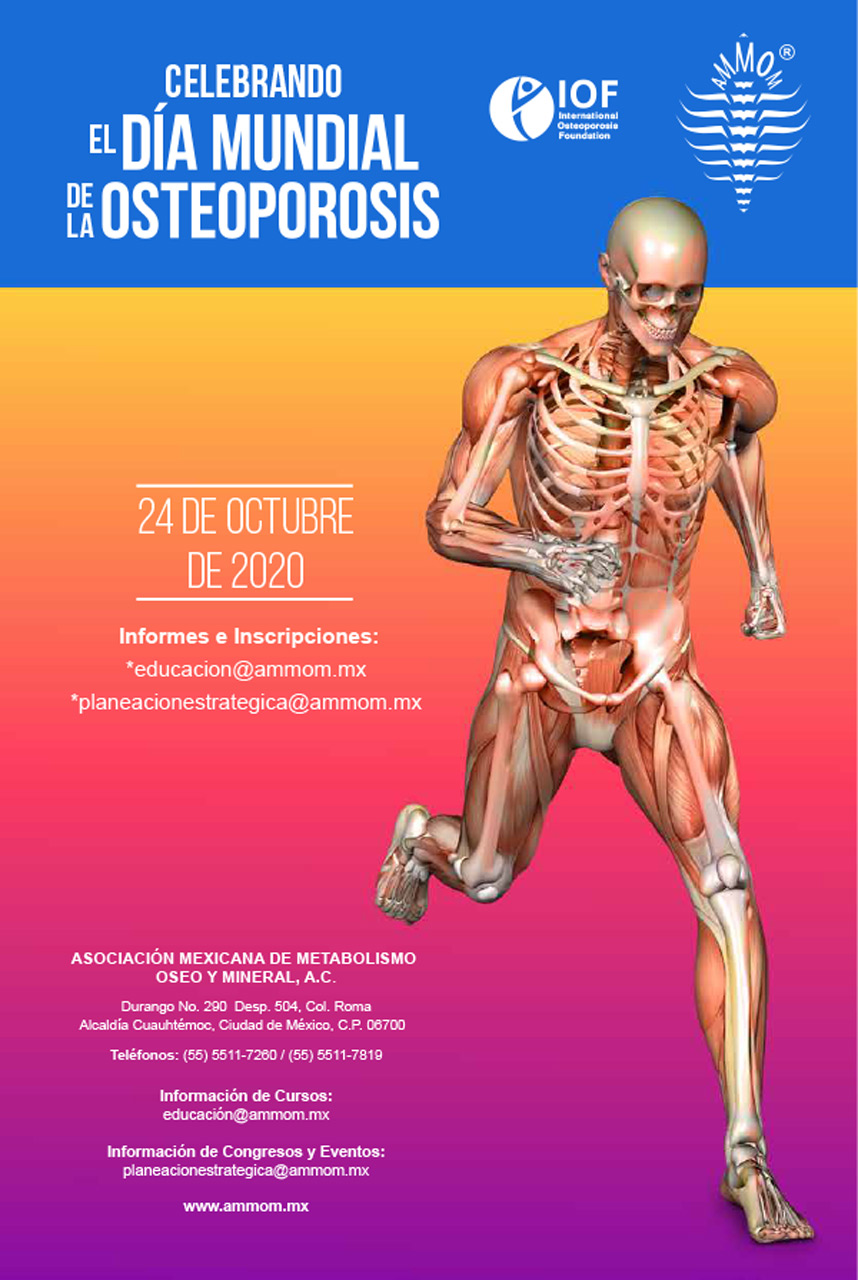 CELEBRANDO
EL DÍA MUNDIAL
DE LA OSTEOPOROSIS
IOF
International
Osteoporosis
Foundation
AMMOM®
24 DE OCTUBRE
DE 2020
Informes e Inscripciones:
*educacion@ammom.mx
*planeacionestrategica@ammom.mx
ASOCIACIÓN MEXICANA DE METABOLISMO
OSEO Y MINERAL, A.C.
Durango No. 290 Desp. 504, Col. Roma
Alcaldía Cuauhtémoc, Ciudad de México, C.P. 06700
Teléfonos: (55) 5511-7260 / (55) 5511-7819
Información de Cursos:
educación@ammom.mx
Información de Congresos y Eventos:
planeacionestrategica@ammom.mx
www.ammom.mx